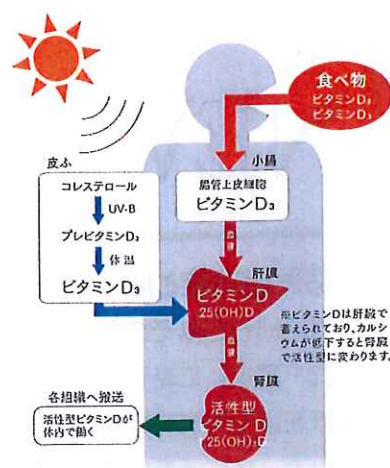 食べ物
ビタミンD₂
ビタミンD₃
皮ふ
コレステロール
UV-B
プレビタミンD₃
体温
ビタミンD₃
小腸
腸管上皮細胞
ビタミンD₃
血液
肝臓
ビタミンD
25(OH)D
※ビタミンDは肝臓で
蓄えられており、カルシ
ウムが低下すると腎臓
で活性型に変わります。
血液
腎臓
活性型
ビタミンD
1,25(OH)₂D
各組織へ搬送
活性型ビタミンDが
体内で働く